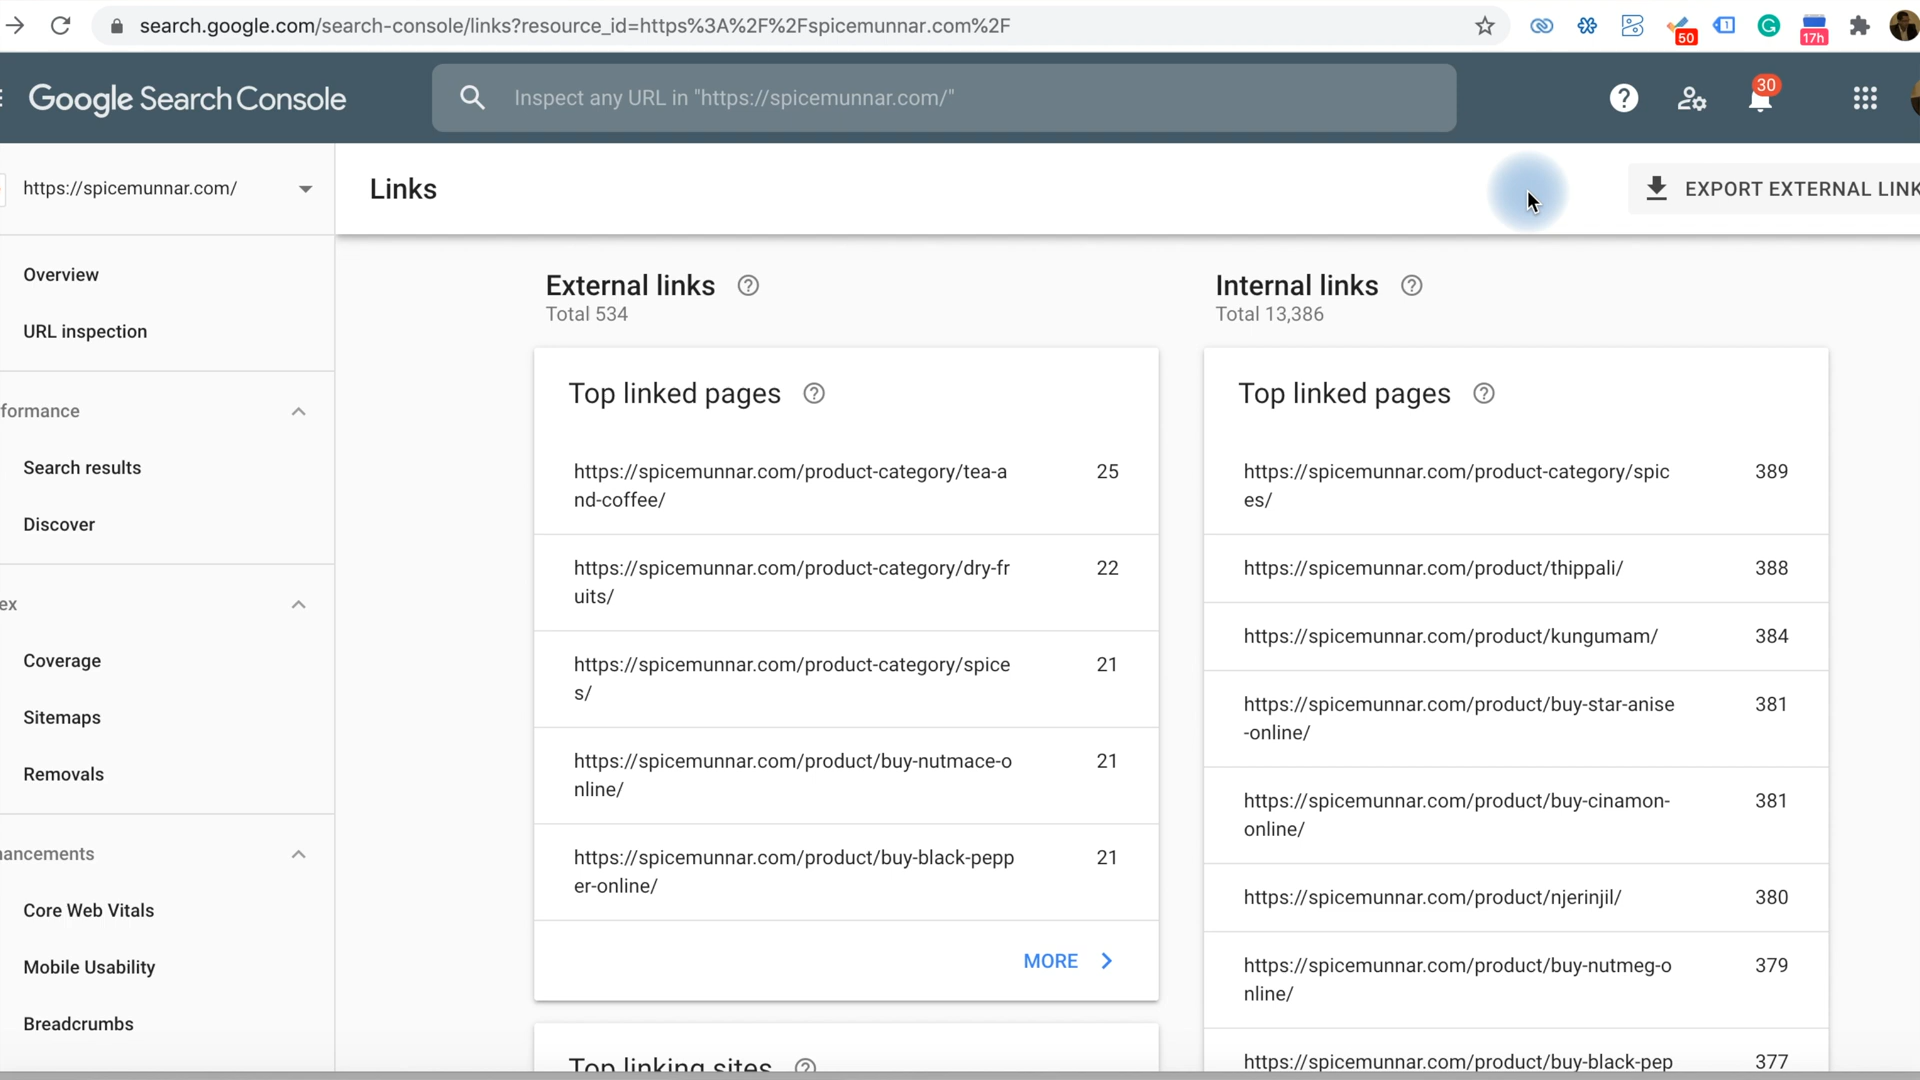 search.google.com/search-console/links?resource_id=https%3A%2F%2Fspicemunnar.com%2F
50
1
17h
Google Search Console
Inspect any URL in "https://spicemunnar.com/"
30
https://spicemunnar.com/
Links
EXPORT EXTERNAL LINK
Overview
URL inspection
formance
Search results
Discover
ex
Coverage
Sitemaps
Removals
ancements
Core Web Vitals
Mobile Usability
Breadcrumbs
External links
Total 534
Top linked pages
https://spicemunnar.com/product-category/tea-a
nd-coffee/
25
https://spicemunnar.com/product-category/dry-fr
uits/
22
https://spicemunnar.com/product-category/spice
s/
21
https://spicemunnar.com/product/buy-nutmace-o
nline/
21
https://spicemunnar.com/product/buy-black-pepp
er-online/
21
MORE
Top linking sites
Internal links
Total 13,386
Top linked pages
https://spicemunnar.com/product-category/spic
es/
389
https://spicemunnar.com/product/thippali/
388
https://spicemunnar.com/product/kungumam/
384
https://spicemunnar.com/product/buy-star-anise
-online/
381
https://spicemunnar.com/product/buy-cinamon-
online/
381
https://spicemunnar.com/product/njerinjil/
380
https://spicemunnar.com/product/buy-nutmeg-o
nline/
379
https://spicemunnar.com/product/buy-black-pep
377